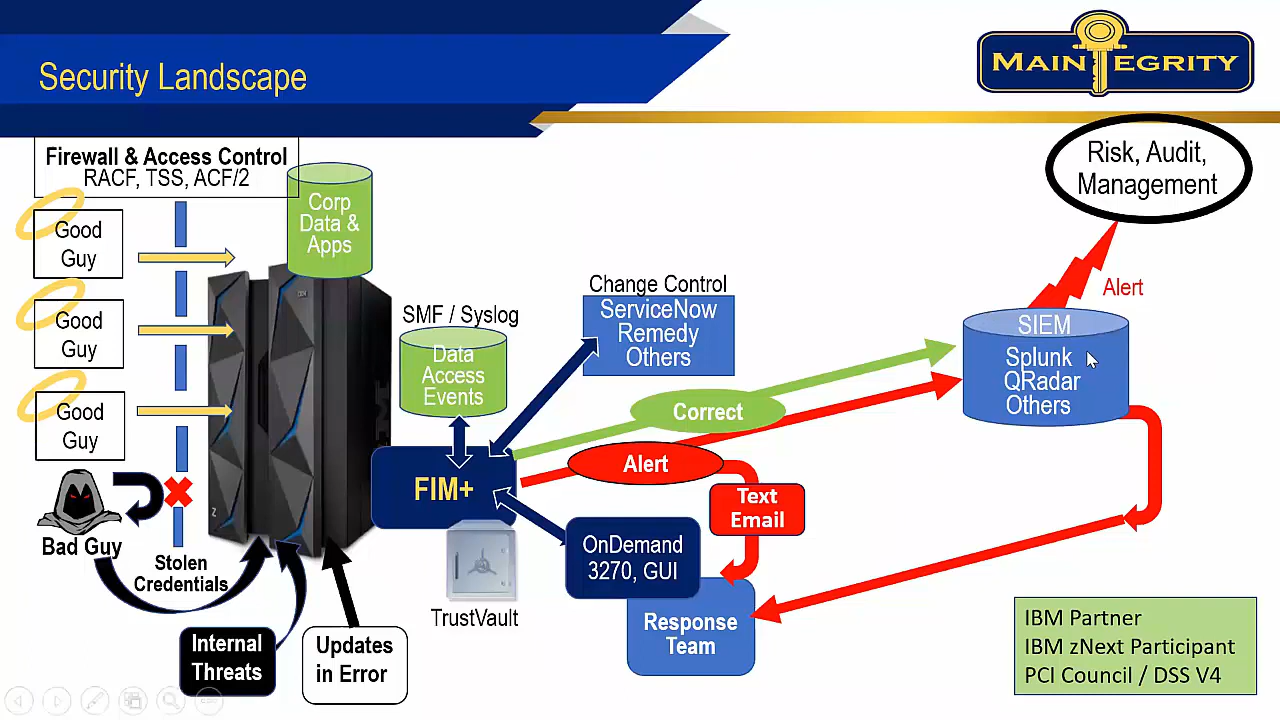 Security Landscape
MAIN EGRITY
Firewall & Access Control
RACF, TSS, ACF/2
Good
Guy
Good
Guy
Good
Guy
Bad Guy
Stolen
Credentials
Corp
Data &
Apps
IBM
Z
Internal
Threats
Updates
in Error
SMF / Syslog
Data
Access
Events
FIM+
TrustVault
Change Control
ServiceNow
Remedy
Others
Correct
Alert
Text
Email
OnDemand
3270, GUI
Response
Team
Risk, Audit,
Management
Alert
SIEM
Splunk
QRadar
Others
IBM Partner
IBM zNext Participant
PCI Council / DSS V4